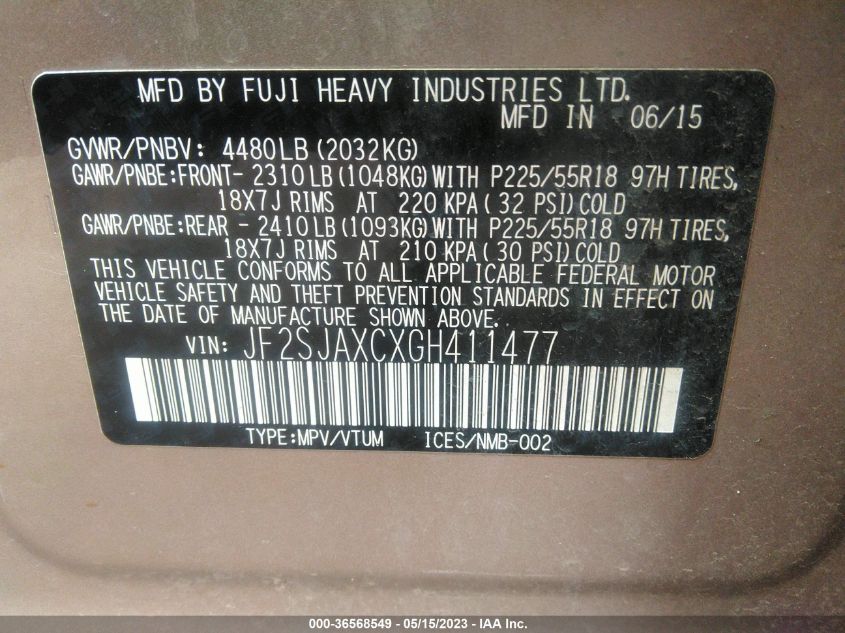 MFD BY FUJI HEAVY INDUSTRIES LTD.
MFD IN 06/15
GVWR/PNBV: 4480LB(2032KG)
GAWR/PNBE:FRONT- 2310LB(1048KG)WITH P225/55R18 97H TIRES,
18X7J RIMS AT 220 KPA(32 PSI)COLD
GAWR/PNBE:REAR - 2410LB(1093KG)WITH P225/55R18 97H TIRES,
18X7J RIMS AT 210 KPA(30 PSI)COLD
THIS VEHICLE CONFORMS TO ALL APPLICABLE FEDERAL MOTOR
VEHICLE SAFETY AND THEFT PREVENTION STANDARDS IN EFFECT ON
THE DATE OF MANUFACTURE SHOWN ABOVE.
VIN: JF2SJAXCXGH411477
TYPE:MPV/VTUM ICES/NMB-002
000-36568549 - 05/15/2023 - IAA Inc.